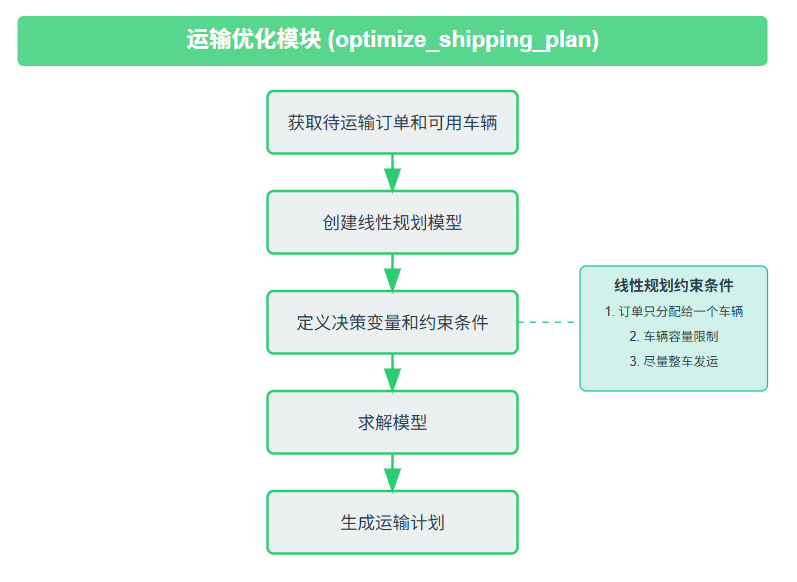 运输优化模块 (optimize_shipping_plan)
获取待运输订单和可用车辆
创建线性规划模型
定义决策变量和约束条件
线性规划约束条件
1. 订单只分配给一个车辆
2. 车辆容量限制
3. 尽量整车发运
求解模型
生成运输计划